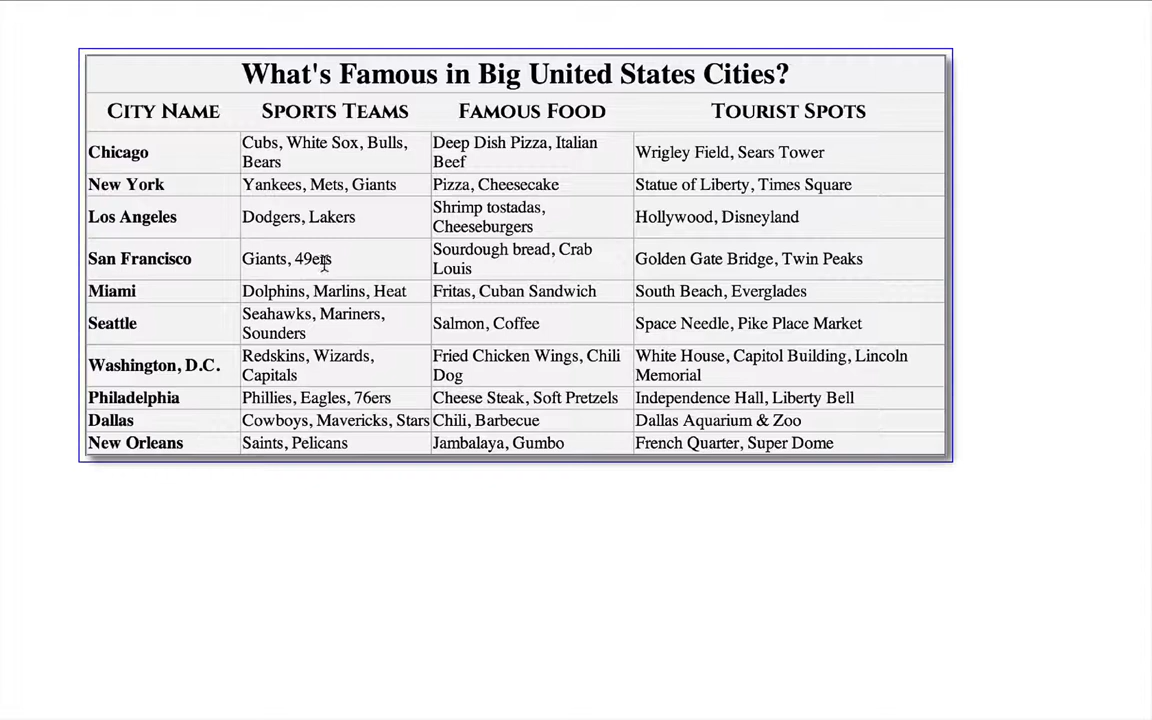 What's Famous in Big United States Cities?
CITY NAME SPORTS TEAMS FAMOUS FOOD TOURIST SPOTS
Chicago Cubs, White Sox, Bulls, Bears Deep Dish Pizza, Italian Beef Wrigley Field, Sears Tower
New York Yankees, Mets, Giants Pizza, Cheesecake Statue of Liberty, Times Square
Los Angeles Dodgers, Lakers Shrimp tostadas, Cheeseburgers Hollywood, Disneyland
San Francisco Giants, 49ers Sourdough bread, Crab Louis Golden Gate Bridge, Twin Peaks
Miami Dolphins, Marlins, Heat Fritas, Cuban Sandwich South Beach, Everglades
Seattle Seahawks, Mariners, Sounders Salmon, Coffee Space Needle, Pike Place Market
Washington, D.C. Redskins, Wizards, Capitals Fried Chicken Wings, Chili Dog White House, Capitol Building, Lincoln Memorial
Philadelphia Phillies, Eagles, 76ers Cheese Steak, Soft Pretzels Independence Hall, Liberty Bell
Dallas Cowboys, Mavericks, Stars Chili, Barbecue Dallas Aquarium & Zoo
New Orleans Saints, Pelicans Jambalaya, Gumbo French Quarter, Super Dome